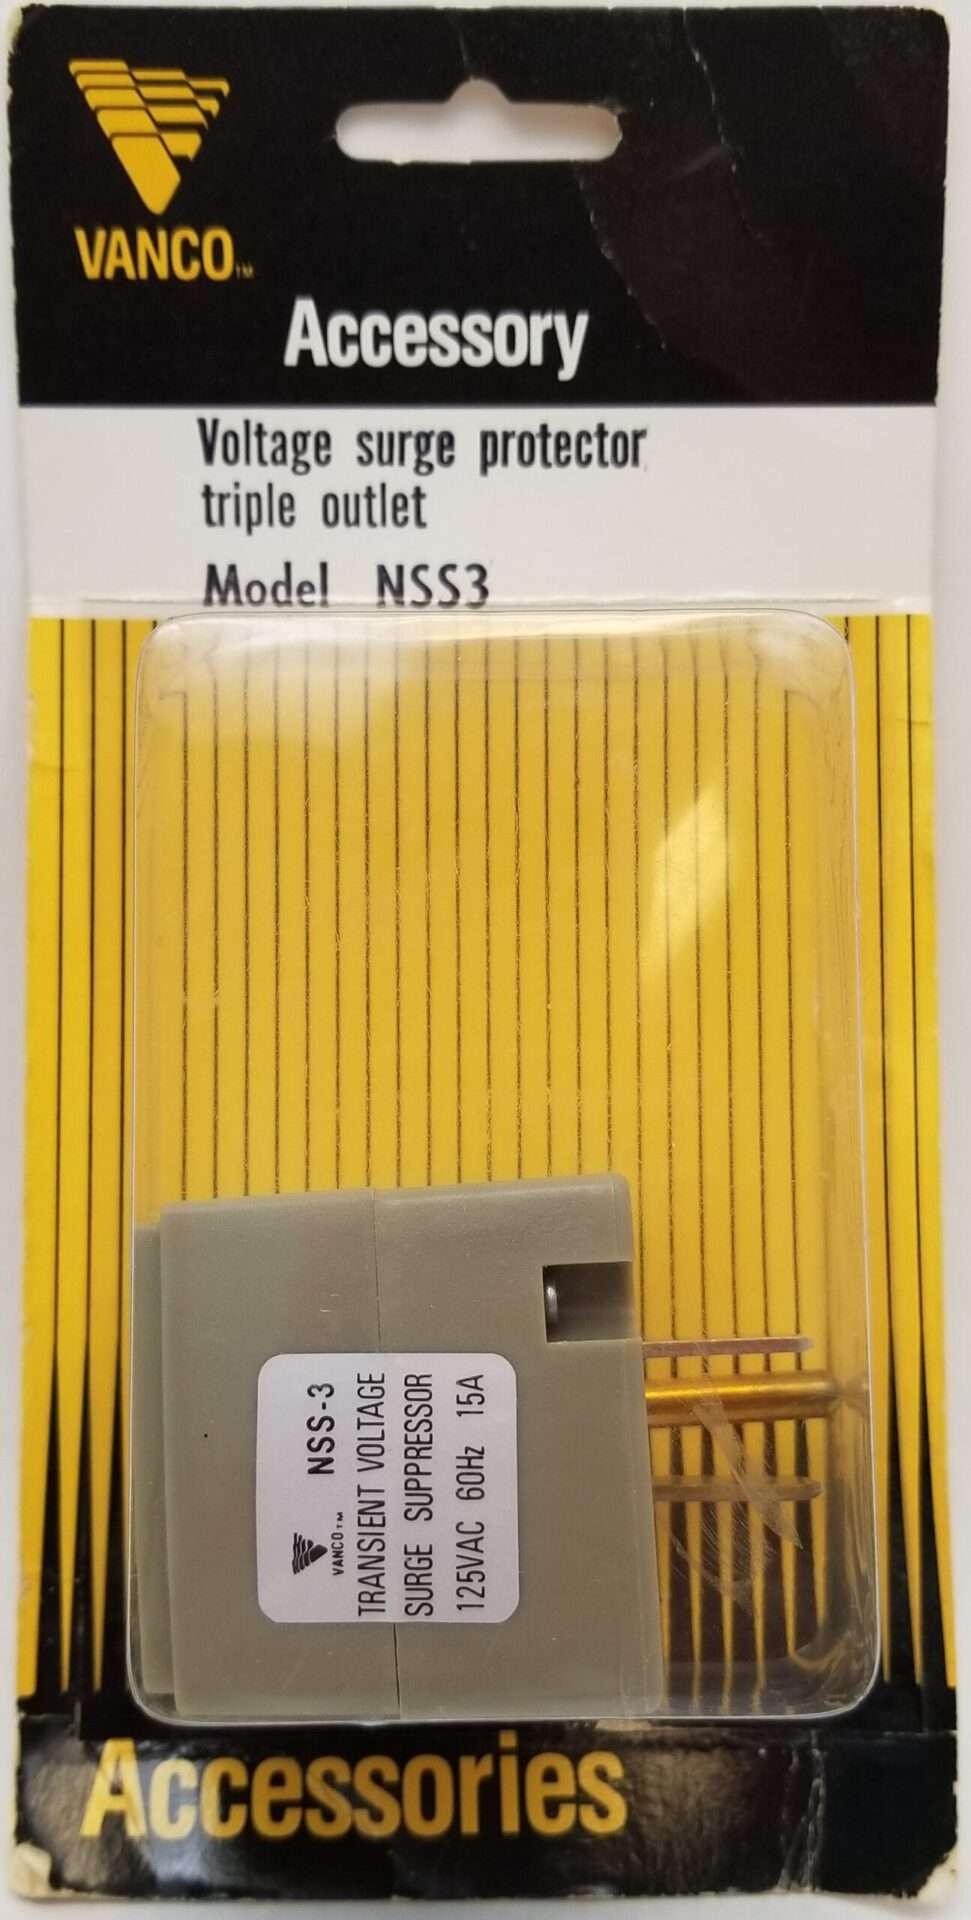 VANCO™
Accessory
Voltage surge protector
triple outlet
Model NSS3
VANCO™ NSS-3
TRANSIENT VOLTAGE
SURGE SUPPRESSOR
125VAC 60Hz 15A
Accessories